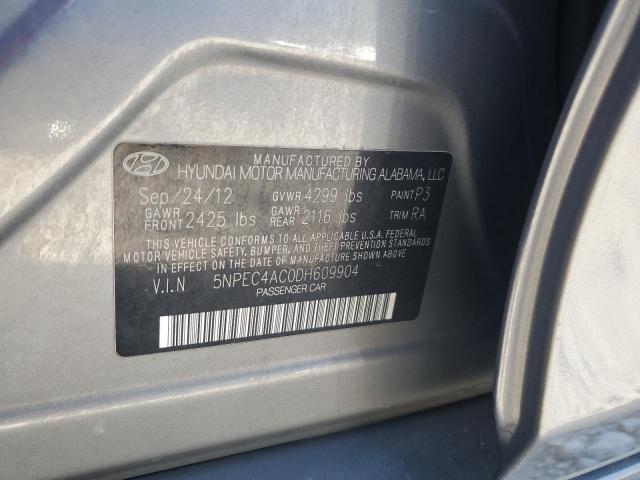 MANUFACTURED BY
HYUNDAI MOTOR MANUFACTURING ALABAMA, LLC
Sep/24/12 GVWR 4299 lbs PAINT P3
GAWR FRONT 2425 lbs GAWR REAR 2116 lbs TRIM RA
THIS VEHICLE CONFORMS TO ALL APPLICABLE U.S.A. FEDERAL
MOTOR VEHICLE SAFETY, BUMPER, AND THEFT PREVENTION STANDARDS
IN EFFECT ON THE DATE OF MANUFACTURE SHOWN ABOVE.
V.I.N 5NPEC4AC0DH609904
PASSENGER CAR